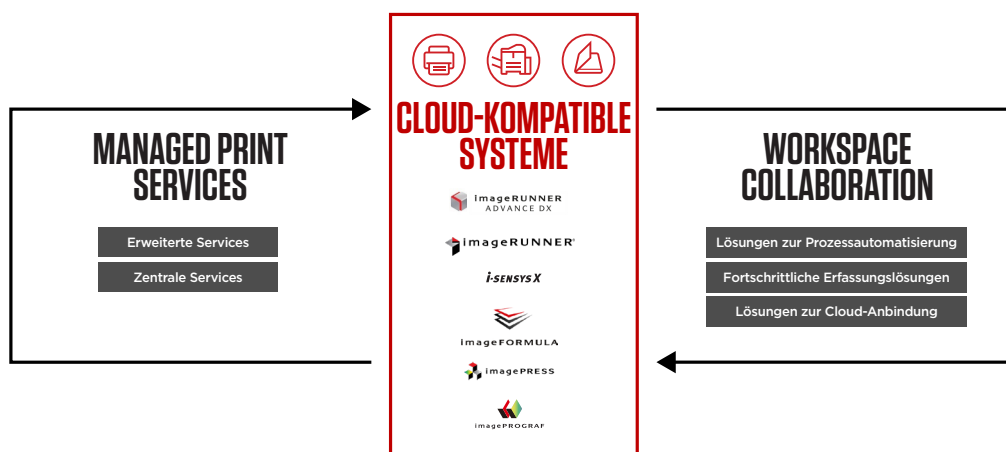 MANAGED PRINT
SERVICES
Erweiterte Services
Zentrale Services
CLOUD-KOMPATIBLE
SYSTEME
imageRUNNER
ADVANCE DX
imageRUNNER®
i-SENSYS X
imageFORMULA
imagePRESS
imagePROGRAF
WORKSPACE
COLLABORATION
Lösungen zur Prozessautomatisierung
Fortschrittliche Erfassungslösungen
Lösungen zur Cloud-Anbindung